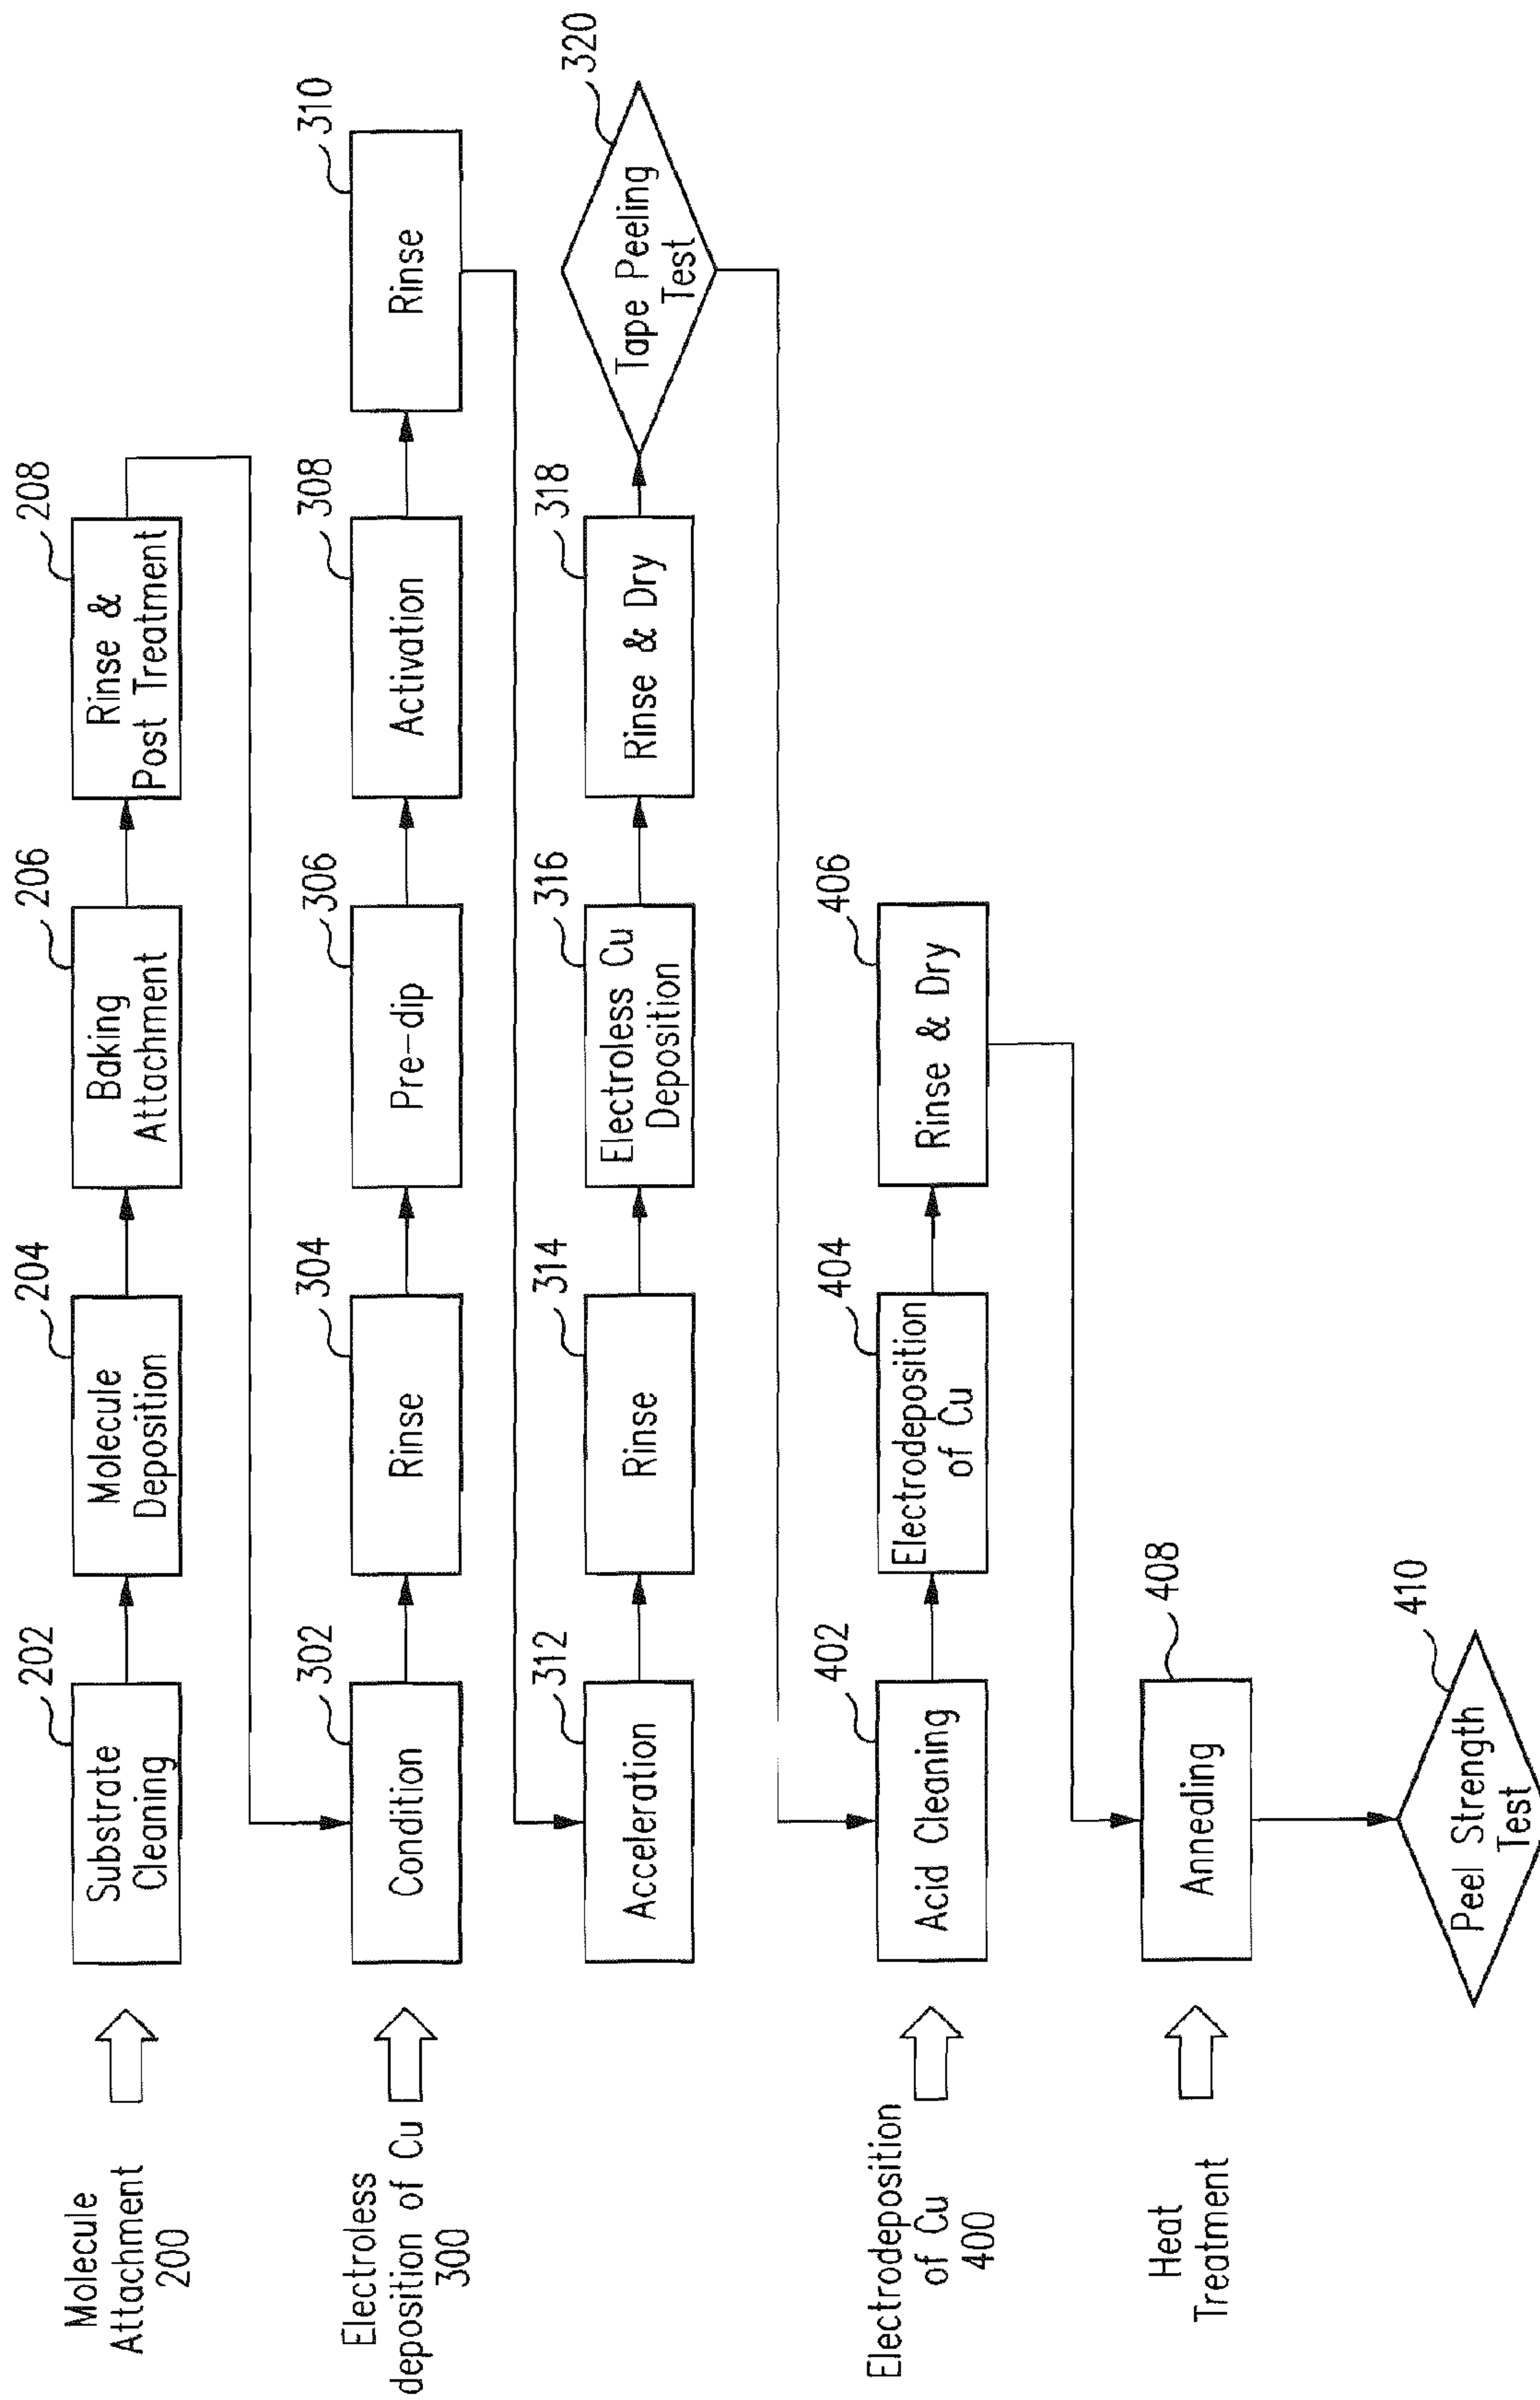 Molecule
Attachment
200
202
Substrate
Cleaning
204
Molecule
Deposition
206
Baking
Attachment
208
Rinse &
Post Treatment
Electroless
deposition of Cu
300
302
Condition
304
Rinse
306
Pre-dip
308
Activation
310
Rinse
312
Acceleration
314
Rinse
316
Electroless Cu
Deposition
318
Rinse & Dry
320
Tape Peeling
Test
Electrodeposition
of Cu
400
402
Acid Cleaning
404
Electrodeposition
of Cu
406
Rinse & Dry
Heat
Treatment
408
Annealing
410
Peel Strength
Test